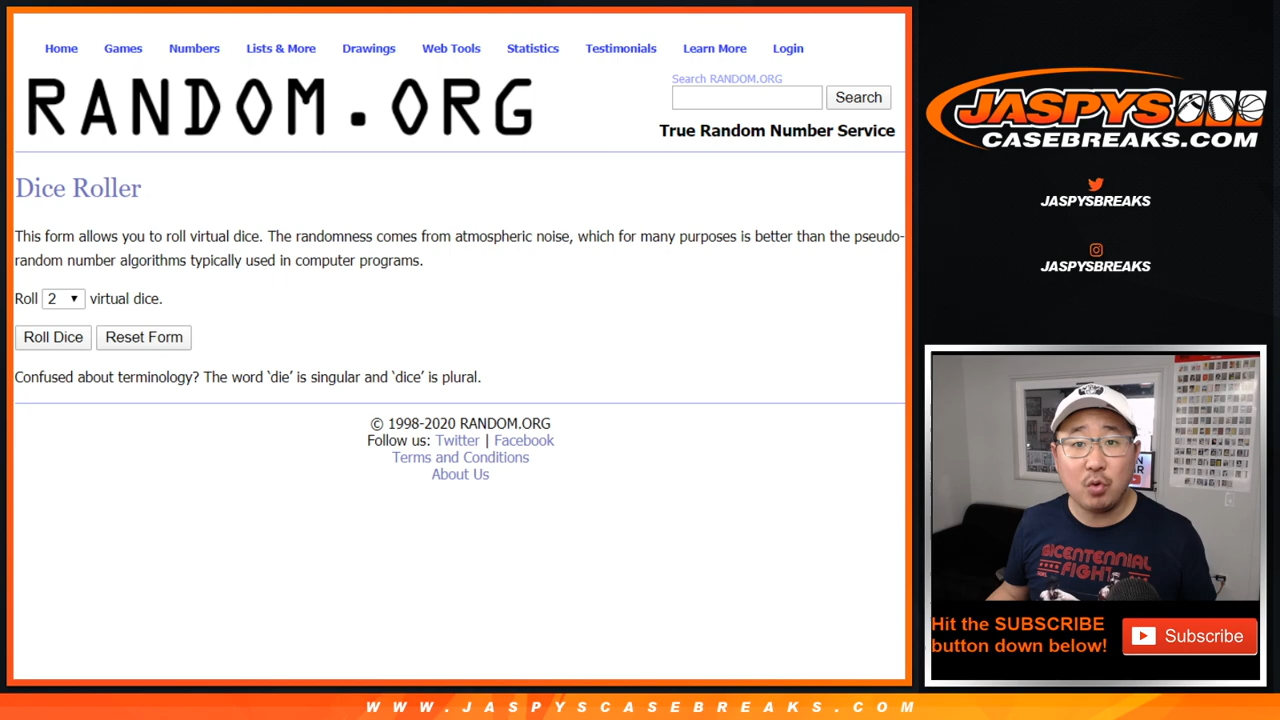 Home Games Numbers Lists & More Drawings Web Tools Statistics Testimonials Learn More Login
RANDOM.ORG
Search RANDOM.ORG
Search
True Random Number Service
Dice Roller
This form allows you to roll virtual dice. The randomness comes from atmospheric noise, which for many purposes is better than the pseudo-
random number algorithms typically used in computer programs.
Roll 2 virtual dice.
Roll Dice Reset Form
Confused about terminology? The word ‘die’ is singular and ‘dice’ is plural.
© 1998-2020 RANDOM.ORG
Follow us: Twitter | Facebook
Terms and Conditions
About Us
JASPYS
CASEBREAKS.COM
JASPYSBREAKS
JASPYSBREAKS
BICENTENNIAL
FIGHT
Hit the SUBSCRIBE
button down below!
Subscribe
WWW.JASPYSCASEBREAKS.COM